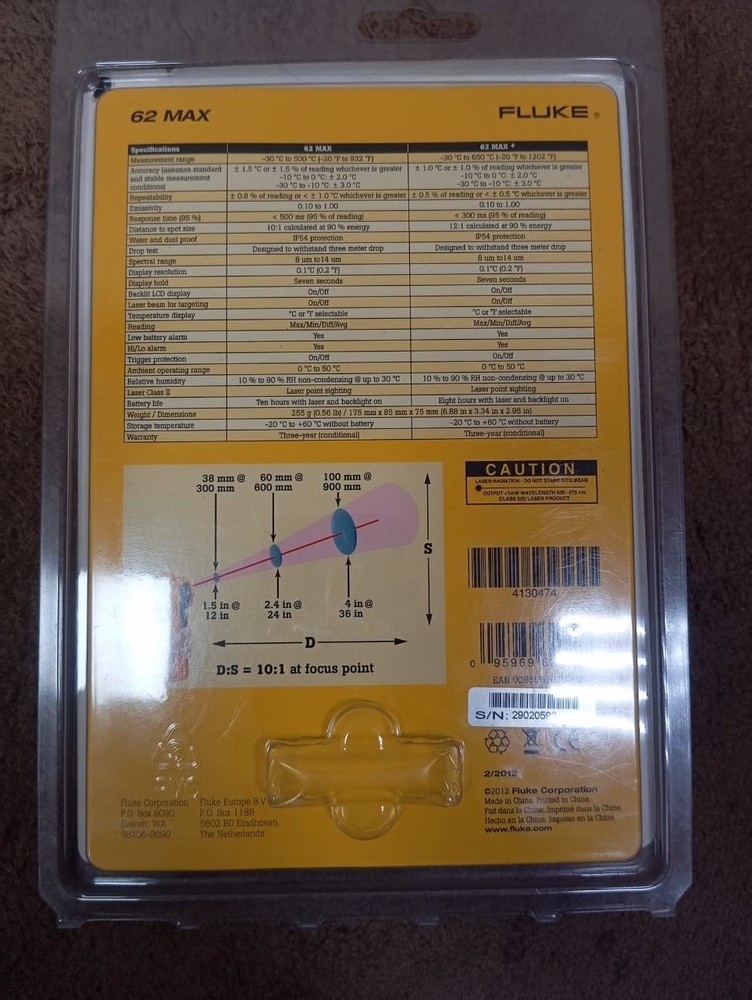 62 MAX
FLUKE®
Specifications 62 MAX 62 MAX +
Measurement range -30 °C to 500 °C (-20 °F to 932 °F) -30 °C to 650 °C (-20 °F to 1202 °F)
Accuracy (assumes standard and stable measurement conditions) ± 1.5 °C or ± 1.5 % of reading whichever is greater ± 1.0 °C or ± 1.0 % of reading whichever is greater
-10 °C to 0 °C: ± 2.0 °C -10 °C to 0 °C: ± 2.0 °C
-30 °C to -10 °C: ± 3.0 °C -30 °C to -10 °C: ± 3.0 °C
Repeatability ± 0.8 % of reading or < ± 1.0 °C whichever is greater ± 0.5 % of reading or < ± 0.5 °C whichever is greater
Emissivity 0.10 to 1.00 0.10 to 1.00
Response time (95 %) < 500 ms (95 % of reading) < 300 ms (95 % of reading)
Distance to spot size 10:1 calculated at 90 % energy 12:1 calculated at 90 % energy
Water and dust proof IP54 protection IP54 protection
Drop test Designed to withstand three meter drop Designed to withstand three meter drop
Spectral range 8 um to14 um 8 um to14 um
Display resolution 0.1°C (0.2 °F) 0.1°C (0.2 °F)
Display hold Seven seconds Seven seconds
Backlit LCD display On/Off On/Off
Laser beam for targeting On/Off On/Off
Temperature display °C or °F selectable °C or °F selectable
Reading Max/Min/Diff/Avg Max/Min/Diff/Avg
Low battery alarm Yes Yes
Hi/Lo alarm Yes Yes
Trigger protection On/Off On/Off
Ambient operating range 0 °C to 50 °C 0 °C to 50 °C
Relative humidity 10 % to 90 % RH non-condensing @ up to 30 °C 10 % to 90 % RH non-condensing @ up to 30 °C
Laser Class II Laser point sighting Laser point sighting
Battery life Ten hours with laser and backlight on Eight hours with laser and backlight on
Weight / Dimensions 255 g (0.56 lb) / 175 mm x 85 mm x 75 mm (6.88 in x 3.34 in x 2.95 in)
Storage temperature -20 °C to +60 °C without battery -20 °C to +60 °C without battery
Warranty Three-year (conditional) Three-year (conditional)
38 mm @ 60 mm @ 100 mm @
300 mm 600 mm 900 mm
S
1.5 in @ 2.4 in @ 4 in @
12 in 24 in 36 in
D
D:S = 10:1 at focus point
CAUTION
LASER RADIATION - DO NOT STARE INTO BEAM
OUTPUT <1mW WAVELENGTH 630 - 670 nm
CLASS 2(II) LASER PRODUCT
4130474
0 95969
EAN
S/N: 2902059
CE
2/2012
©2012 Fluke Corporation
Made in China. Printed in China.
Fait dans la Chine. Imprimé dans la Chine.
Hecho en la China. Impreso en la China.
www.fluke.com
Fluke Corporation
P.O. Box 9090
Everett, WA
98206-9090
Fluke Europe B.V.
P.O. Box 1186
5602 BD Eindhoven,
The Netherlands